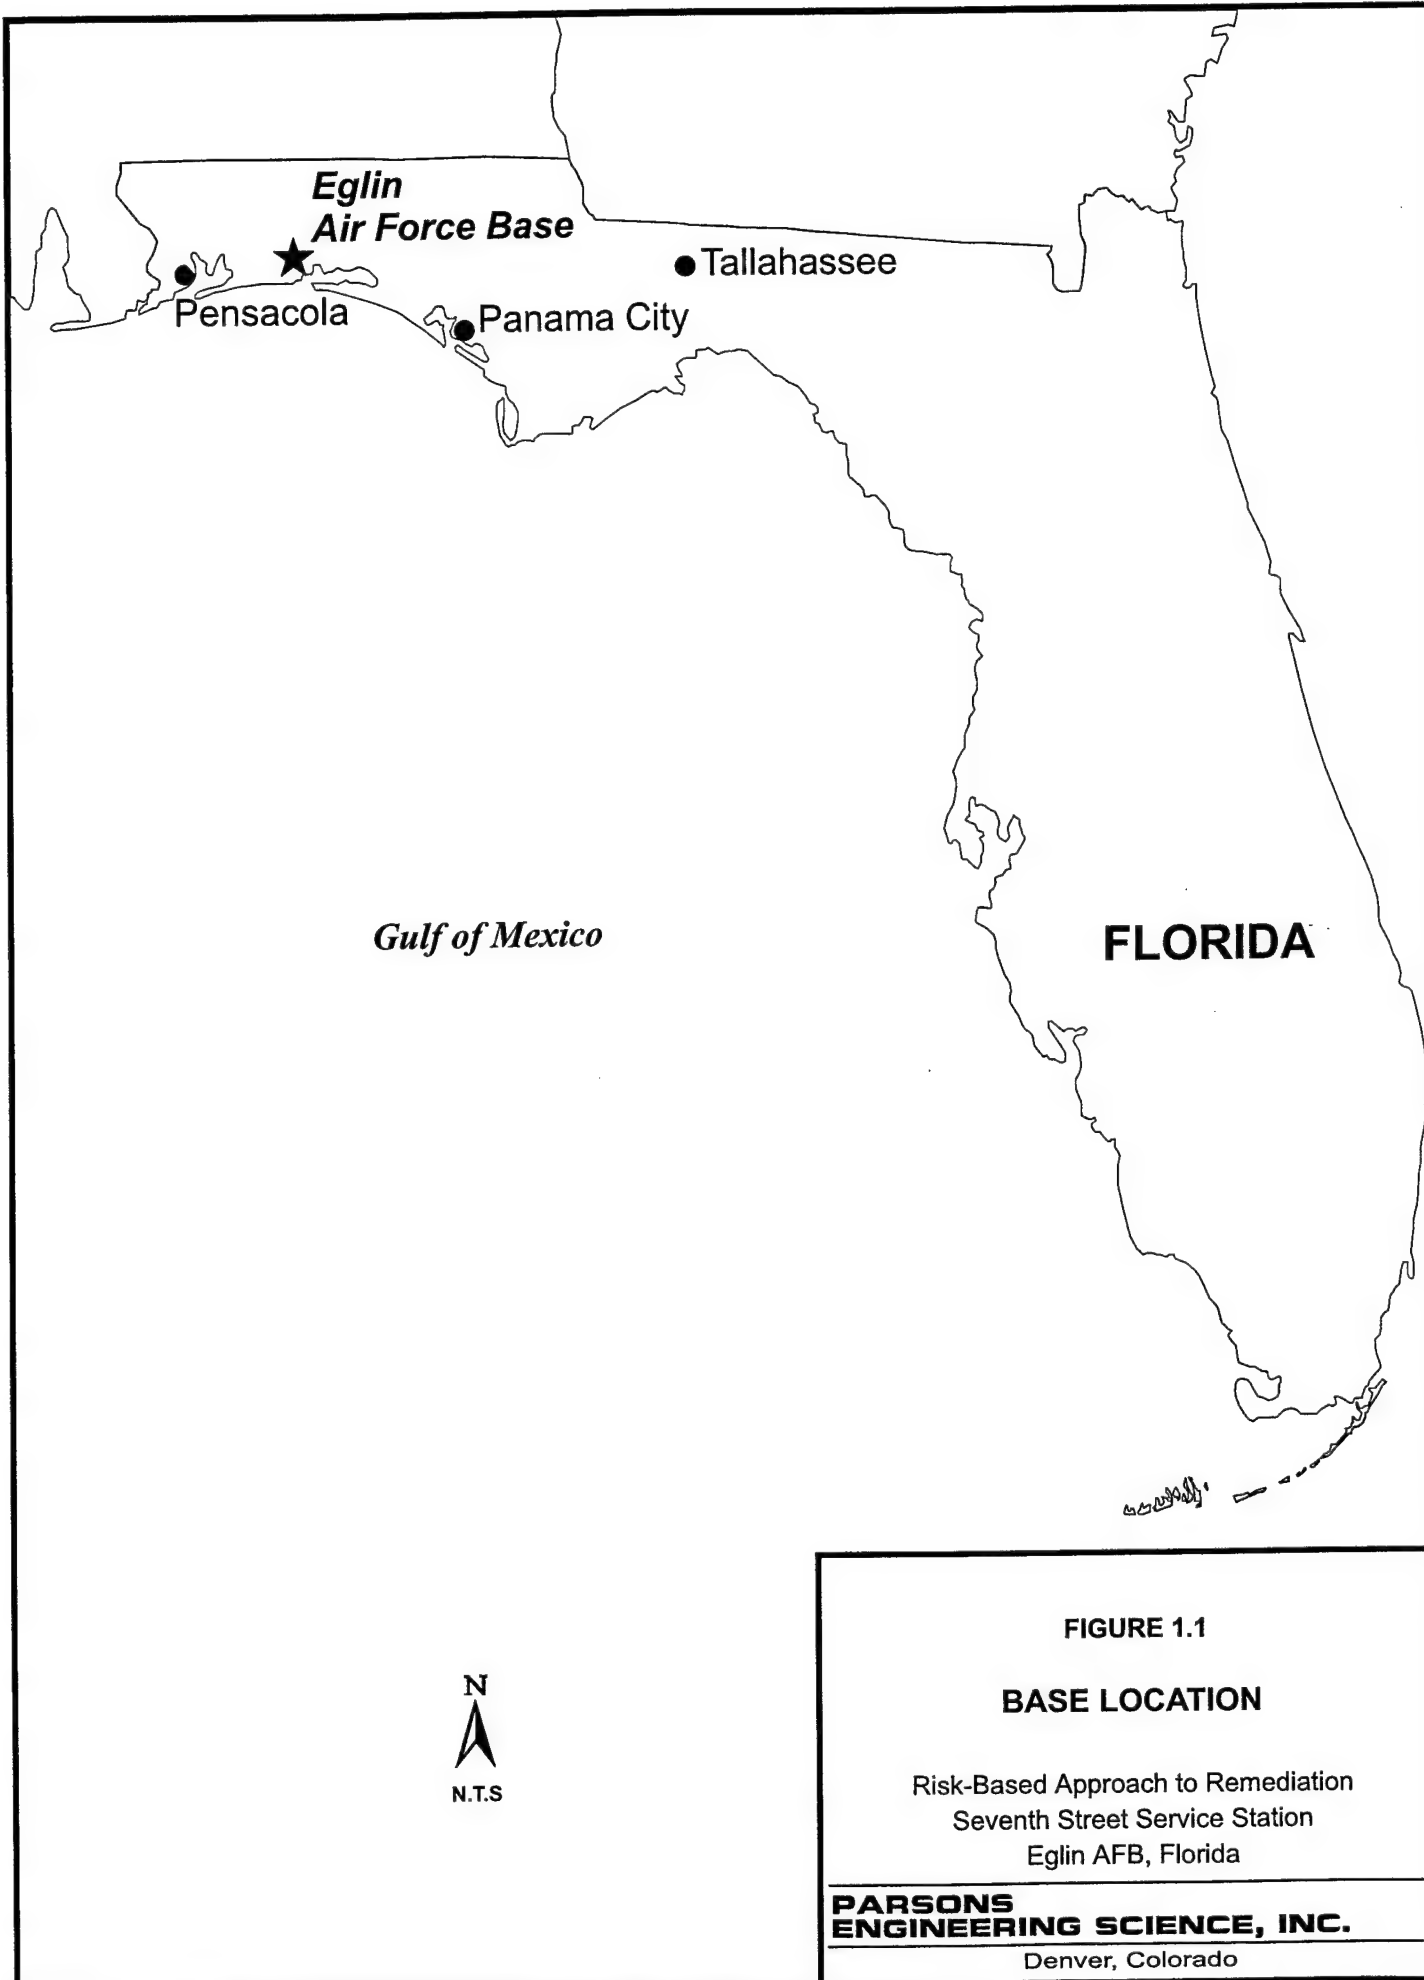 Eglin
Air Force Base
Tallahassee
Pensacola
Panama City
Gulf of Mexico
FLORIDA
N
N.T.S
FIGURE 1.1
BASE LOCATION
Risk-Based Approach to Remediation
Seventh Street Service Station
Eglin AFB, Florida
PARSONS
ENGINEERING SCIENCE, INC.
Denver, Colorado